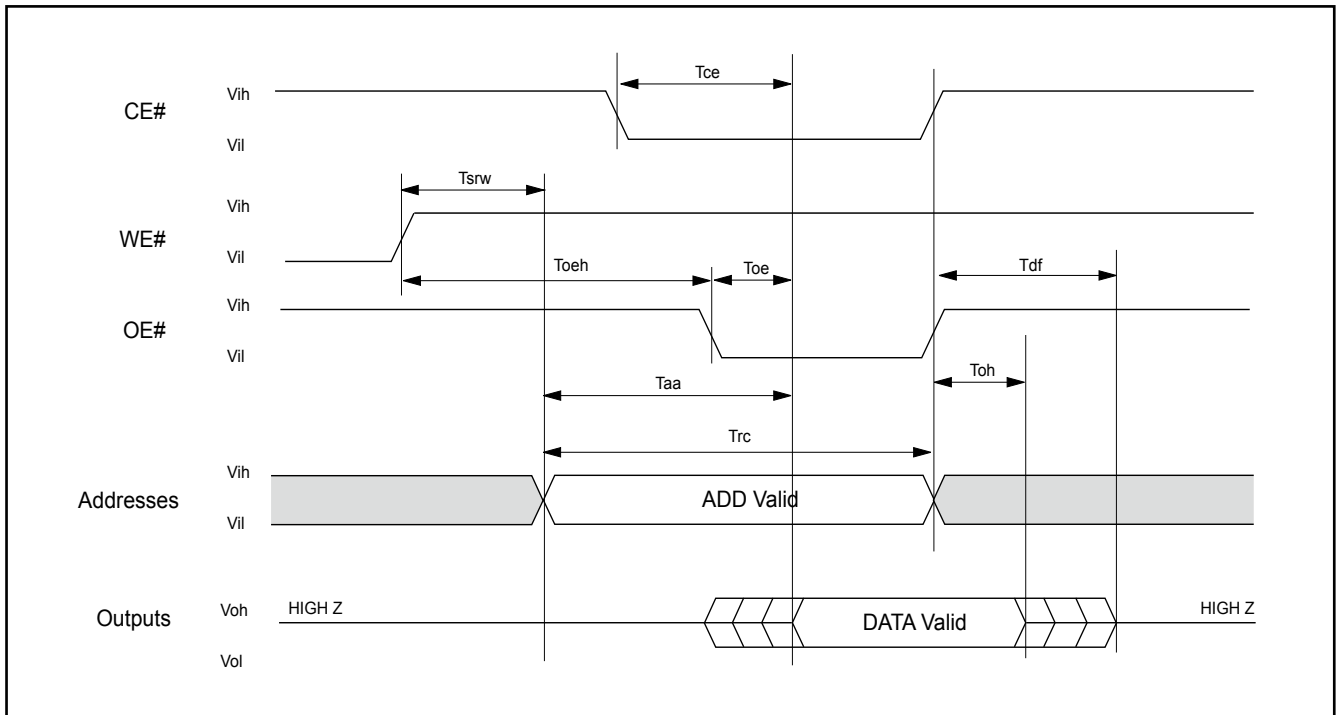 Tce
CE#
Vih
Vil
Tsrw
WE#
Vih
Vil
Toeh
Toe
Tdf
OE#
Vih
Vil
Toh
Taa
Trc
Addresses
Vih
Vil
ADD Valid
Outputs
Voh
Vol
HIGH Z
DATA Valid
HIGH Z